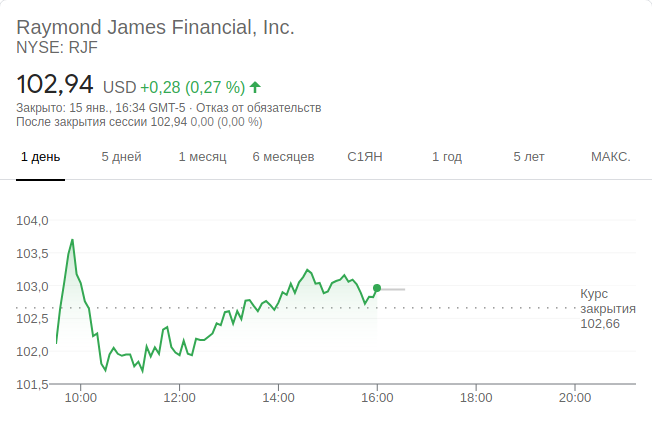 Raymond James Financial, Inc.
NYSE: RJF
102,94 USD +0,28 (0,27 %)
Закрыто: 15 янв., 16:34 GMT-5 · Отказ от обязательств
После закрытия сессии 102,94 0,00 (0,00 %)
1 день 5 дней 1 месяц 6 месяцев С1ЯН 1 год 5 лет МАКС.
104,0
103,5
103,0
102,5
102,0
101,5
Курс
закрытия
102,66
10:00 12:00 14:00 16:00 18:00 20:00